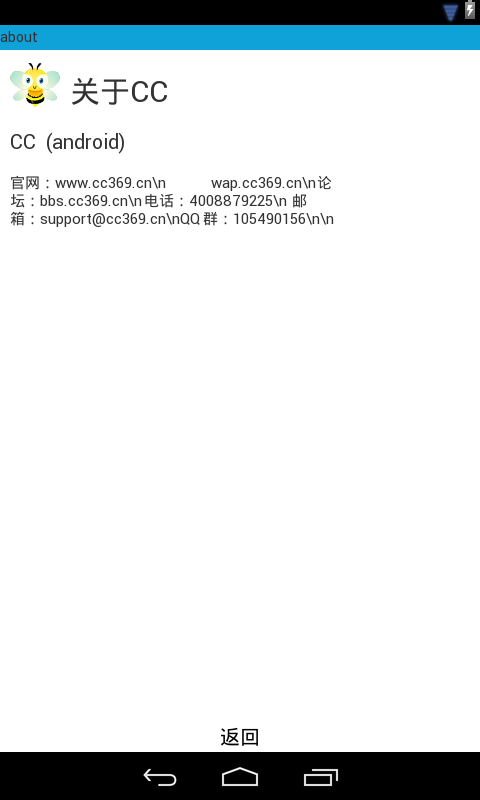 about
关于CC
CC (android)
官网：www.cc369.cn\n wap.cc369.cn\n论
坛：bbs.cc369.cn\n电话：4008879225\n 邮
箱：support@cc369.cn\nQQ群：105490156\n\n
返回